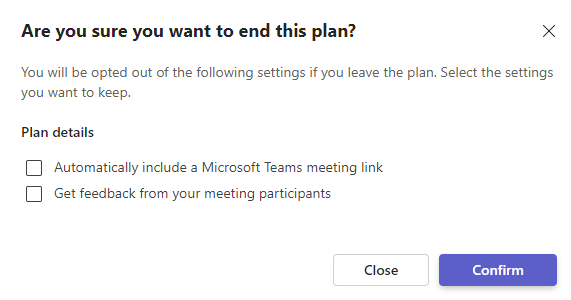 Are you sure you want to end this plan?
You will be opted out of the following settings if you leave the plan. Select the settings
you want to keep.
Plan details
Automatically include a Microsoft Teams meeting link
Get feedback from your meeting participants
Close
Confirm